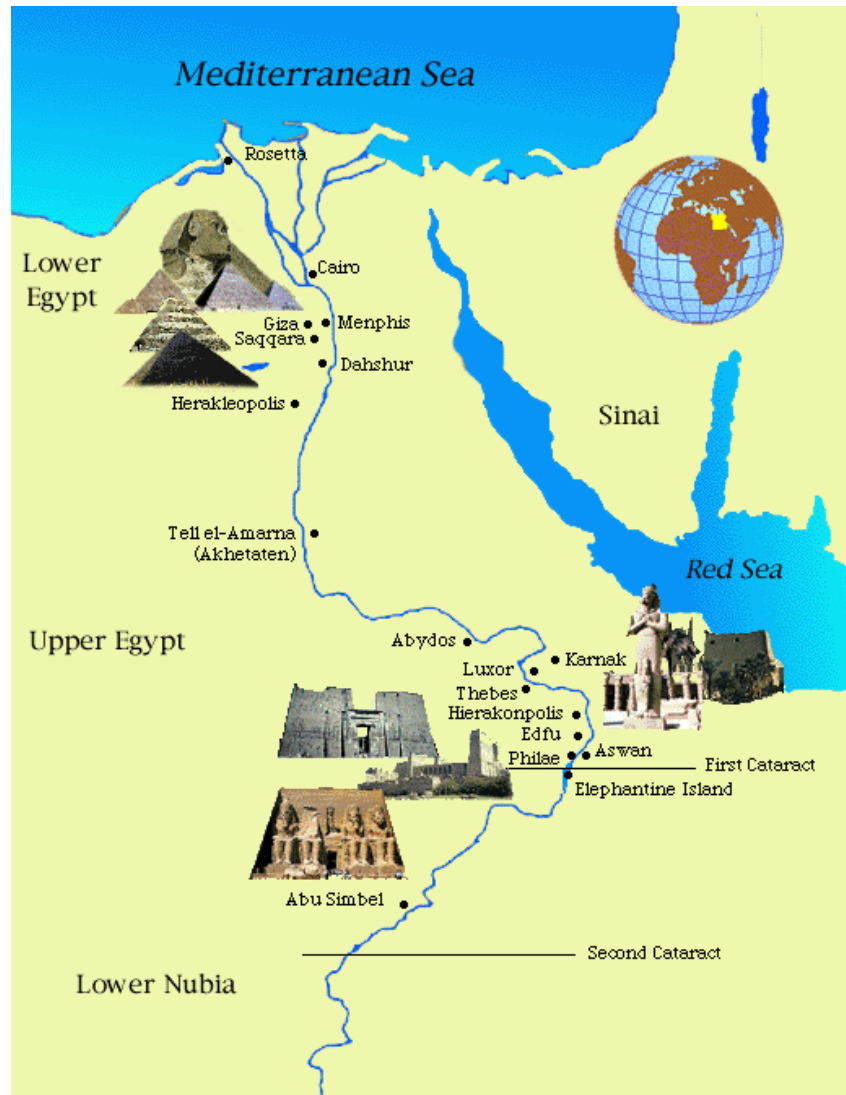 Mediterranean Sea
Rosetta
Lower
Egypt
Cairo
Giza
Menphis
Saqqara
Dahshur
Herakleopolis
Sinai
Tell el-Amarna
(Akhetaten)
Red Sea
Upper Egypt
Abydos
Karnak
Luxor
Thebes
Hierakonpolis
Edfu
Philae
Aswan
First Cataract
Elephantine Island
Abu Simbel
Second Cataract
Lower Nubia